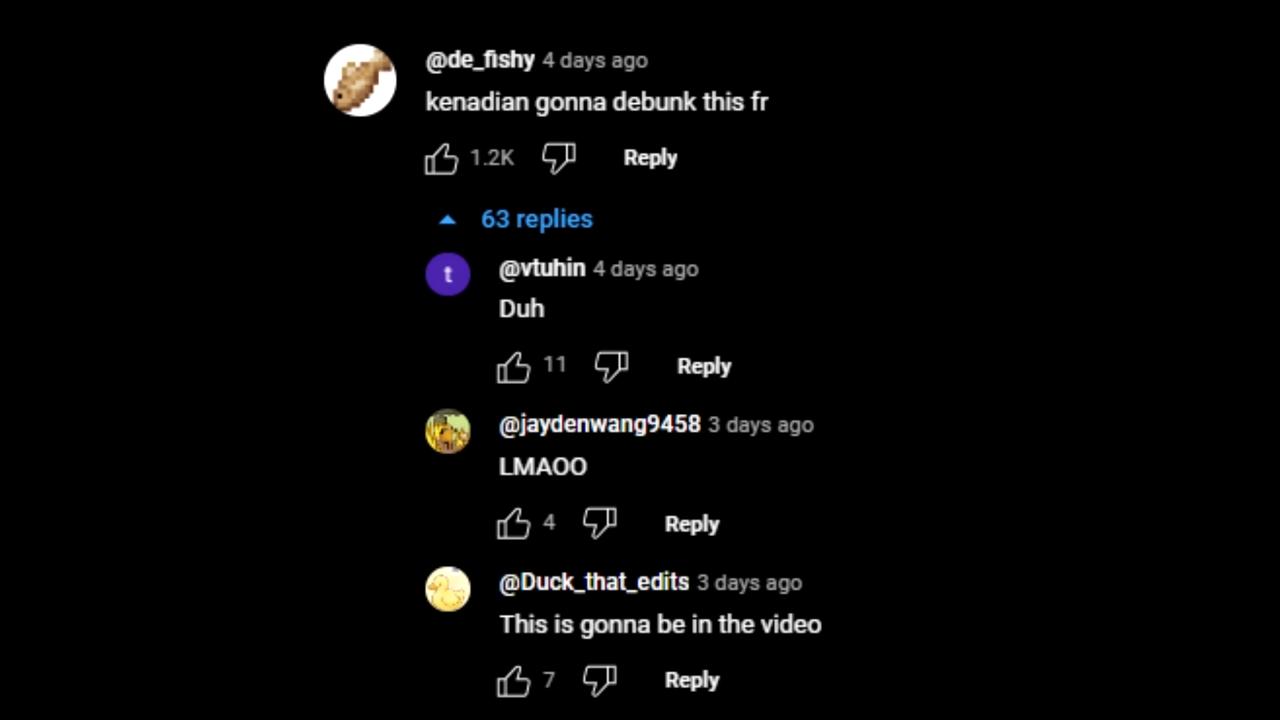 @de_fishy 4 days ago
kenadian gonna debunk this fr
1.2K Reply
63 replies
t
@vtuhin 4 days ago
Duh
11 Reply
@jaydenwang9458 3 days ago
LMAOO
4 Reply
@Duck_that_edits 3 days ago
This is gonna be in the video
7 Reply